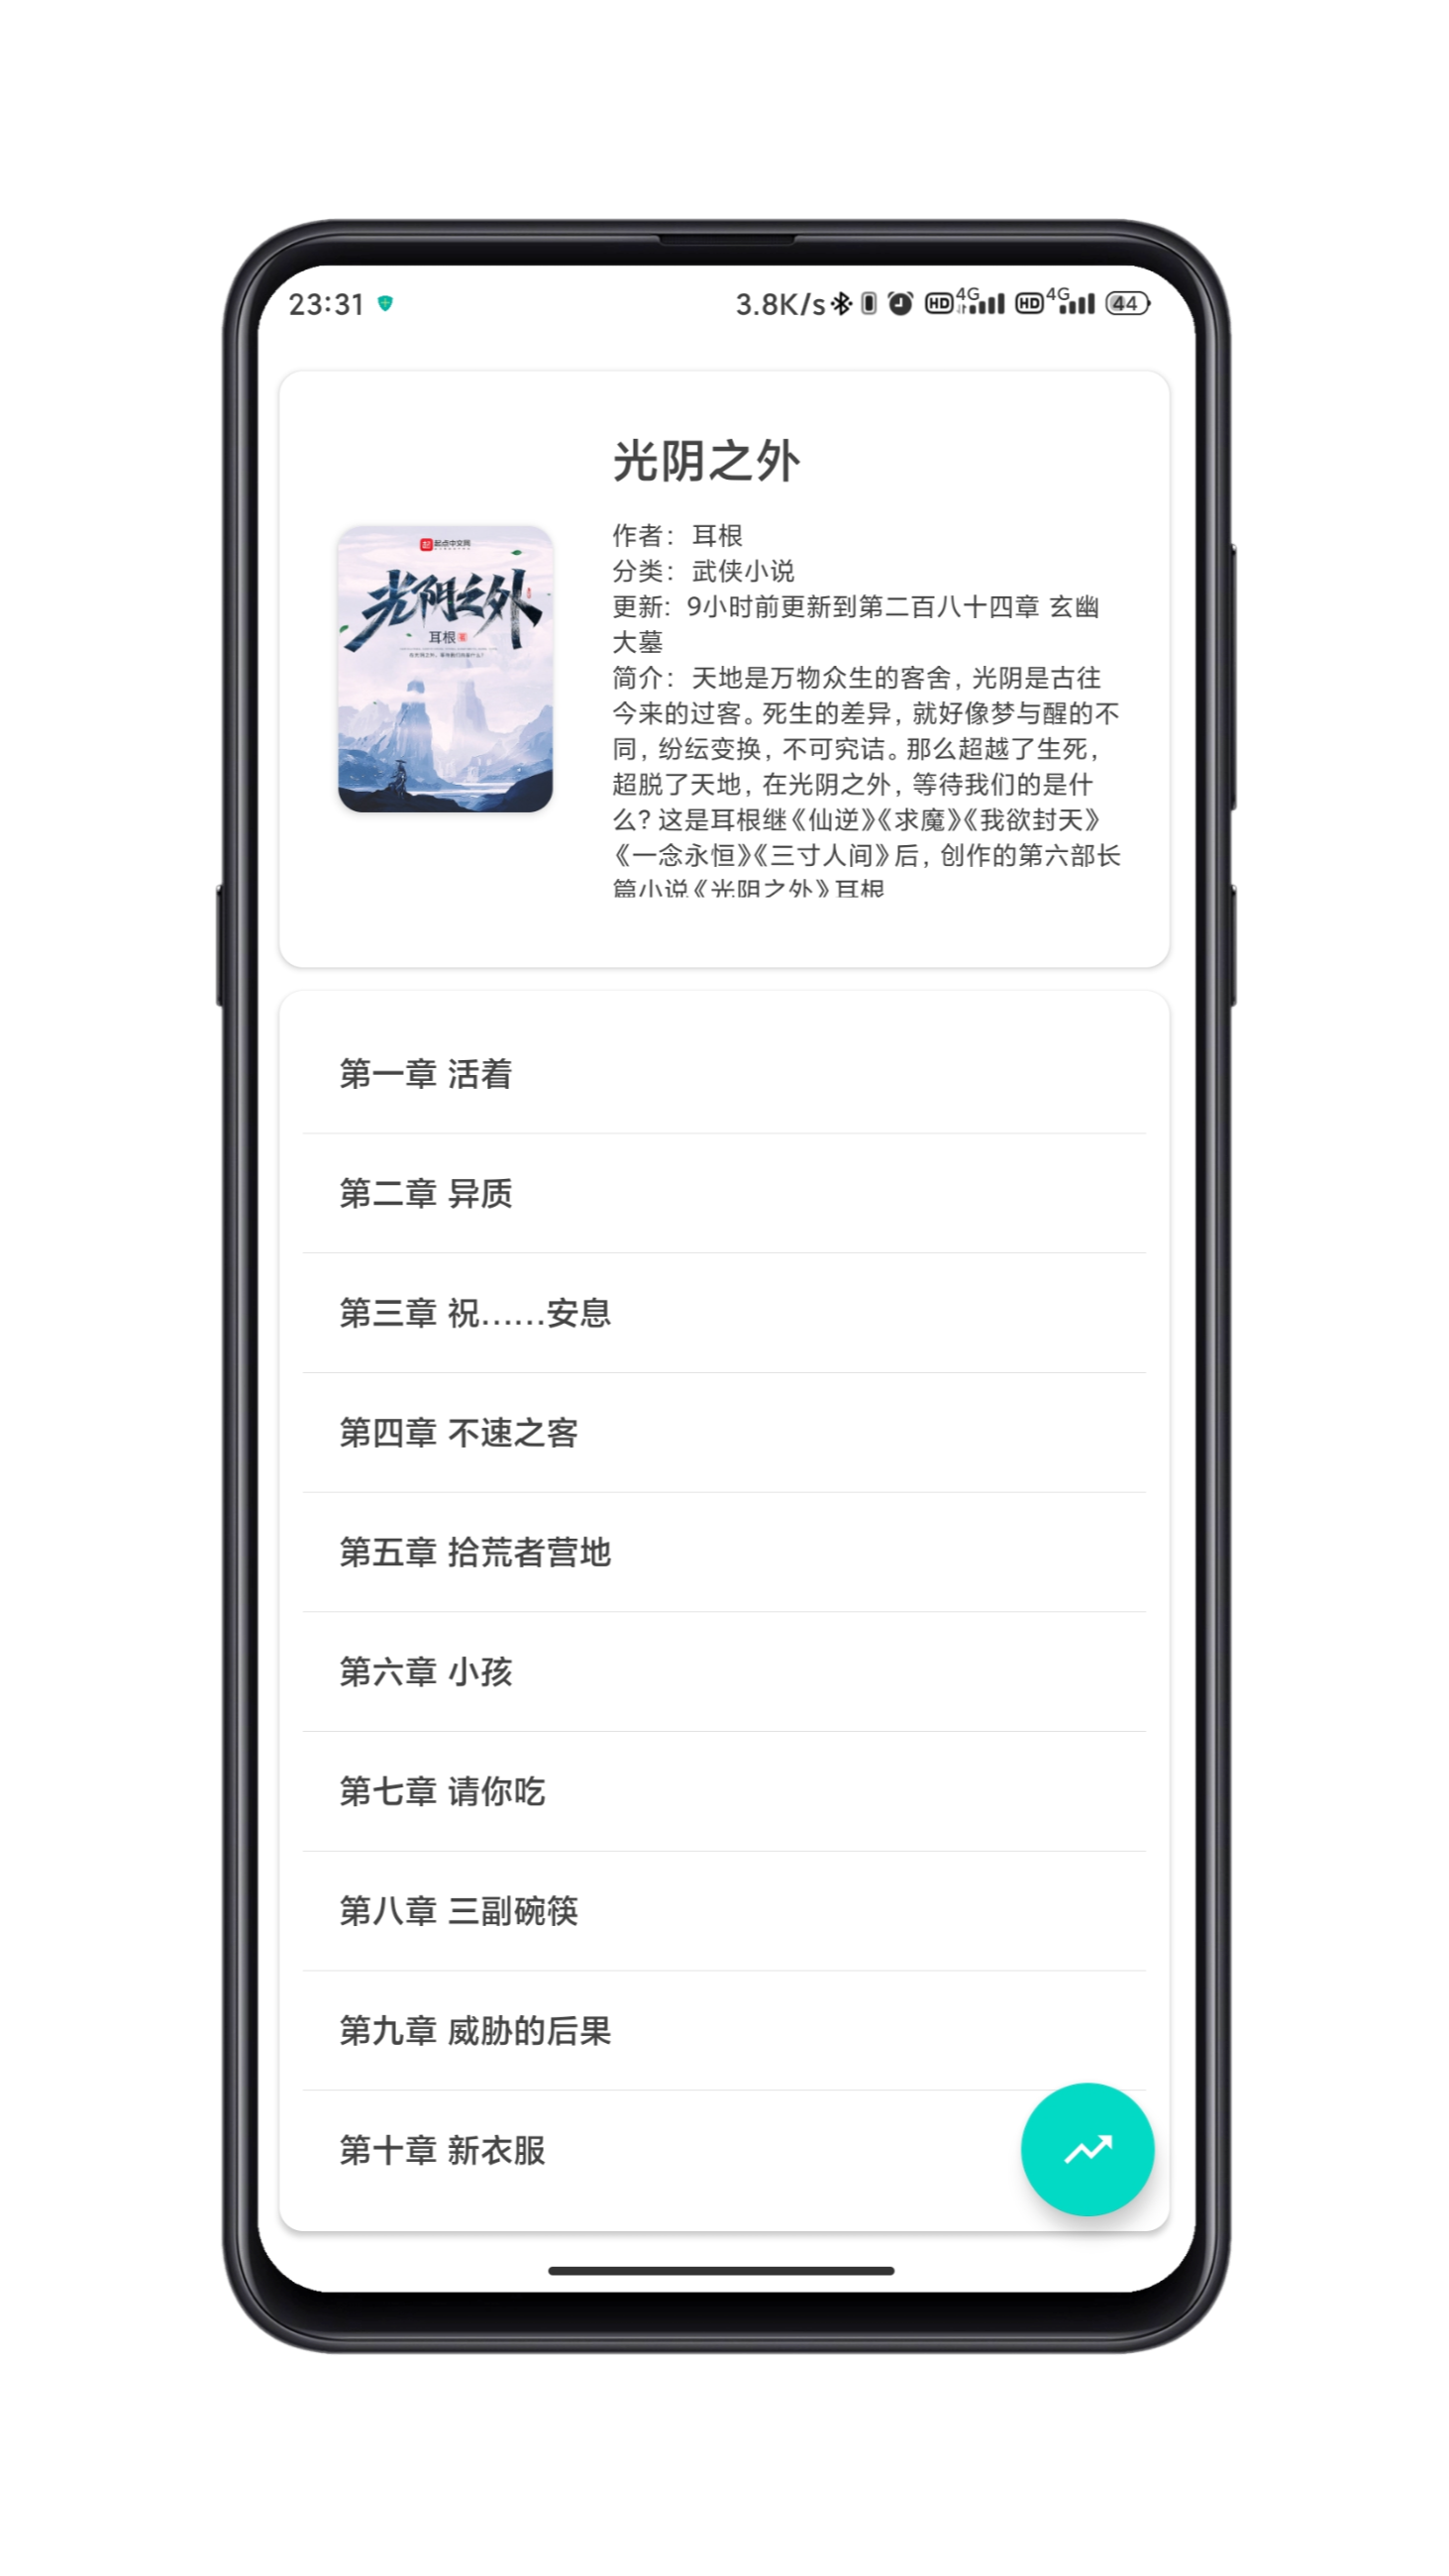 23:31
3.8K/s HD 4G HD 4G 44
光阴之外
起点中文网
光阴之外
耳根
作者：耳根
分类：武侠小说
更新：9小时前更新到第二百八十四章 玄幽
大墓
简介：天地是万物众生的客舍，光阴是古往
今来的过客。死生的差异，就好像梦与醒的不
同，纷纭变换，不可究诘。那么超越了生死，
超脱了天地，在光阴之外，等待我们的是什
么？这是耳根继《仙逆》《求魔》《我欲封天》
《一念永恒》《三寸人间》后，创作的第六部长
篇小说《光阴之外》耳根
第一章 活着
第二章 异质
第三章 祝……安息
第四章 不速之客
第五章 拾荒者营地
第六章 小孩
第七章 请你吃
第八章 三副碗筷
第九章 威胁的后果
第十章 新衣服